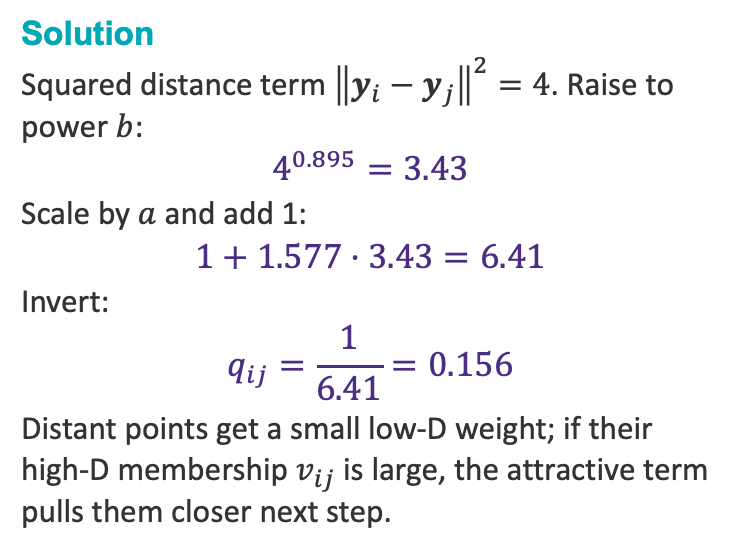 Solution
Squared distance term ‖𝒚ᵢ − 𝒚ⱼ‖² = 4. Raise to
power b:
4^0.895 = 3.43
Scale by a and add 1:
1 + 1.577 · 3.43 = 6.41
Invert:
q_ij = 1/6.41 = 0.156
Distant points get a small low-D weight; if their
high-D membership v_ij is large, the attractive term
pulls them closer next step.